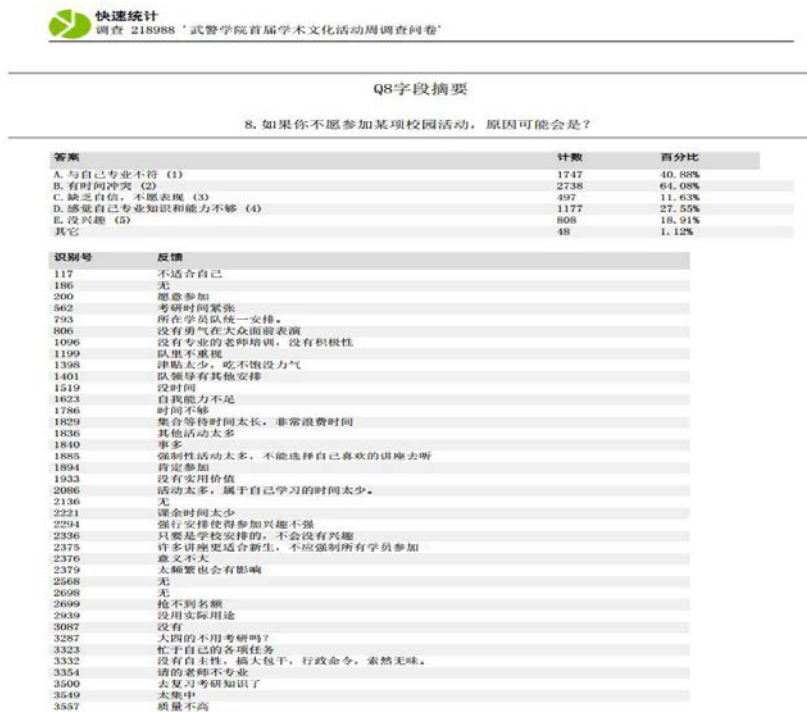 快速统计
调查 218988 '武警学院首届学术文化活动周调查问卷'
Q8字段摘要
8. 如果你不愿参加某项校园活动，原因可能会是？
答案 计数 百分比
A. 与自己专业不符 (1) 1747 40.88%
B. 有时间冲突 (2) 2738 64.08%
C. 缺乏自信，不愿表现 (3) 497 11.63%
D. 感觉自己专业知识和能力不够 (4) 1177 27.55%
E. 没兴趣 (5) 808 18.91%
其它 48 1.12%
识别号 反馈
117 不适合自己
186 无
200 愿意参加
562 考研时间紧张
793 所在学员队统一安排。
806 没有勇气在大众面前表演
1096 没有专业的老师培训，没有积极性
1199 队里不重视
1398 津贴太少，吃不饱没力气
1401 队领导有其他安排
1519 没时间
1623 自我能力不足
1786 时间不够
1829 集合等待时间太长，非常浪费时间
1836 其他活动太多
1840 事多
1885 强制性活动太多，不能选择自己喜欢的讲座去听
1894 肯定参加
1933 没有实用价值
2086 活动太多，属于自己学习的时间太少。
2136 无
2221 课余时间太少
2294 强行安排使得参加兴趣不强
2336 只要是学校安排的，不会没有兴趣
2375 许多讲座更适合新生，不应强制所有学员参加
2376 意义不大
2379 太频繁也会有影响
2568 无
2698 无
2699 抢不到名额
2939 没用实际用途
3087 没有
3287 大四的不用考研吗？
3323 忙于自己的各项任务
3332 没有自主性，搞大包干，行政命令，索然无味。
3354 请的老师不专业
3500 去复习考研知识了
3549 太集中
3557 质量不高